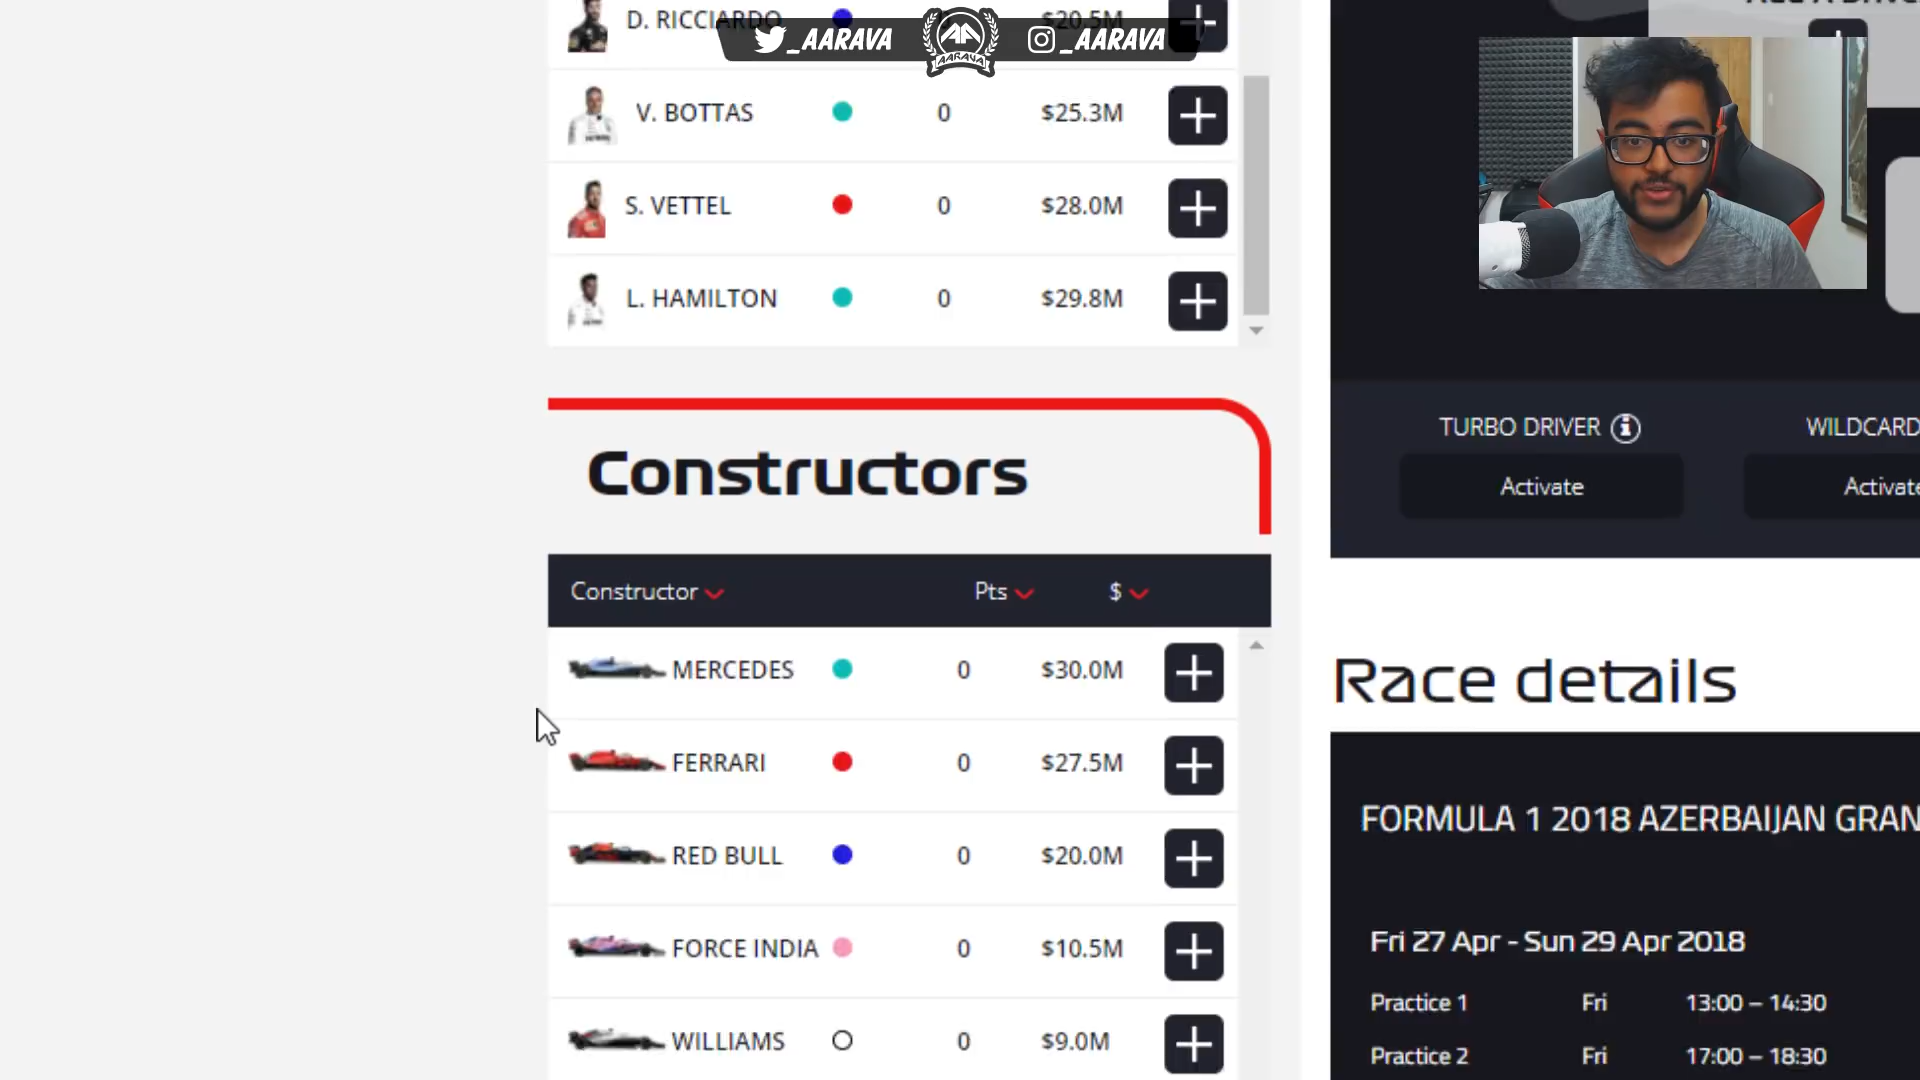 D. RICCIARDO $20.5M
_AARAVA AARAVA _AARAVA
V. BOTTAS 0 $25.3M
S. VETTEL 0 $28.0M
L. HAMILTON 0 $29.8M
Constructors
Constructor Pts $
MERCEDES 0 $30.0M
FERRARI 0 $27.5M
RED BULL 0 $20.0M
FORCE INDIA 0 $10.5M
WILLIAMS 0 $9.0M
TURBO DRIVER WILDCARD
Activate Activate
Race details
FORMULA 1 2018 AZERBAIJAN GRAN
Fri 27 Apr - Sun 29 Apr 2018
Practice 1 Fri 13:00 – 14:30
Practice 2 Fri 17:00 – 18:30